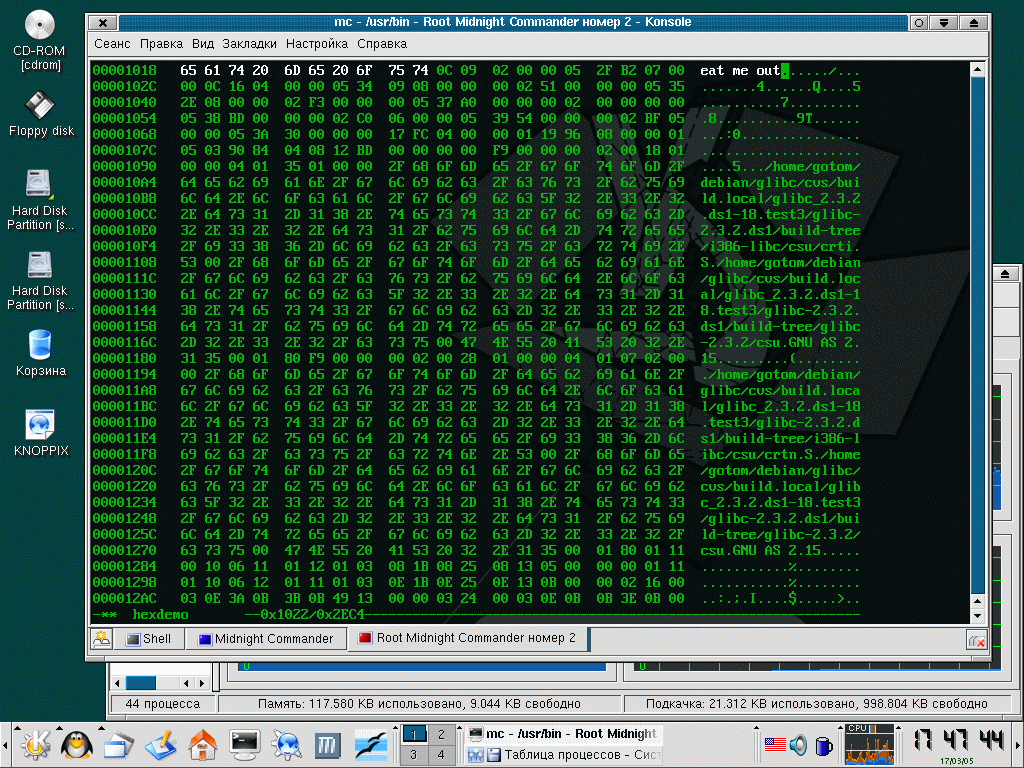 mc - /usr/bin - Root Midnight Commander номер 2 - Konsole
Сеанс Правка Вид Закладки Настройка Справка
CD-ROM
[cdrom]
Floppy disk
Hard Disk
Partition [s...
Hard Disk
Partition [s...
Корзина
KNOPPIX
00001018 65 61 74 20 6D 65 20 6F 75 74 0C 09 02 00 00 05 2F B2 07 00 eat me out...../...
0000102C 00 0C 16 04 00 00 05 34 09 08 00 00 00 02 51 00 00 00 05 35 .......4......Q....5
00001040 2E 08 00 00 02 F3 00 00 00 05 37 A0 00 00 00 02 00 00 00 00 ..........7.........
00001054 05 38 BD 00 00 00 02 C0 06 00 00 05 39 54 00 00 00 02 BF 05 .8..........9T......
00001068 00 00 05 3A 30 00 00 00 17 FC 04 00 00 01 19 96 08 00 00 01 ...:0...............
0000107C 05 03 90 84 04 08 12 BD 00 00 00 00 F9 00 00 00 02 00 18 01 ....................
00001090 00 00 04 01 35 01 00 00 2F 68 6F 6D 65 2F 67 6F 74 6F 6D 2F ....5.../home/gotom/
000010A4 64 65 62 69 61 6E 2F 67 6C 69 62 63 2F 63 76 73 2F 62 75 69 debian/glibc/cvs/bui
000010B8 6C 64 2E 6C 6F 63 61 6C 2F 67 6C 69 62 63 5F 32 2E 33 2E 32 ld.local/glibc_2.3.2
000010CC 2E 64 73 31 2D 31 38 2E 74 65 73 74 33 2F 67 6C 69 62 63 2D .ds1-18.test3/glibc-
000010E0 32 2E 33 2E 32 2E 64 73 31 2F 62 75 69 6C 64 2D 74 72 65 65 2.3.2.ds1/build-tree
000010F4 2F 69 33 38 36 2D 6C 69 62 63 2F 63 73 75 2F 63 72 74 69 2E /i386-libc/csu/crti.
00001108 53 00 2F 68 6F 6D 65 2F 67 6F 74 6F 6D 2F 64 65 62 69 61 6E S./home/gotom/debian
0000111C 2F 67 6C 69 62 63 2F 63 76 73 2F 62 75 69 6C 64 2E 6C 6F 63 /glibc/cvs/build.loc
00001130 61 6C 2F 67 6C 69 62 63 5F 32 2E 33 2E 32 2E 64 73 31 2D 31 al/glibc_2.3.2.ds1-1
00001144 38 2E 74 65 73 74 33 2F 67 6C 69 62 63 2D 32 2E 33 2E 32 2E 8.test3/glibc-2.3.2.
00001158 64 73 31 2F 62 75 69 6C 64 2D 74 72 65 65 2F 67 6C 69 62 63 ds1/build-tree/glibc
0000116C 2D 32 2E 33 2E 32 2F 63 73 75 00 47 4E 55 20 41 53 20 32 2E -2.3.2/csu.GNU AS 2.
00001180 31 35 00 01 80 F9 00 00 00 02 00 28 01 00 00 04 01 01 02 00 15.........(........
00001194 00 2F 68 6F 6D 65 2F 67 6F 74 6F 6D 2F 64 65 62 69 61 6E 2F ./home/gotom/debian/
000011A8 67 6C 69 62 63 2F 63 76 73 2F 62 75 69 6C 64 2E 6C 6F 63 61 glibc/cvs/build.loca
000011BC 6C 2F 67 6C 69 62 63 5F 32 2E 33 2E 32 2E 64 73 31 2D 31 38 l/glibc_2.3.2.ds1-18
000011D0 2E 74 65 73 74 33 2F 67 6C 69 62 63 2D 32 2E 33 2E 32 2E 64 .test3/glibc-2.3.2.d
000011E4 73 31 2F 62 75 69 6C 64 2D 74 72 65 65 2F 69 33 38 36 2D 6C s1/build-tree/i386-l
000011F8 69 62 63 2F 63 73 75 2F 63 72 74 6E 2E 53 00 2F 68 6F 6D 65 ibc/csu/crtn.S./home
0000120C 2F 67 6F 74 6F 6D 2F 64 65 62 69 61 6E 2F 67 6C 69 62 63 2F /gotom/debian/glibc/
00001220 63 76 73 2F 62 75 69 6C 64 2E 6C 6F 63 61 6C 2F 67 6C 69 62 cvs/build.local/glib
00001234 63 5F 32 2E 33 2E 32 2E 64 73 31 2D 31 38 2E 74 65 73 74 33 c_2.3.2.ds1-18.test3
00001248 2F 67 6C 69 62 63 2D 32 2E 33 2E 32 2E 64 73 31 2F 62 75 69 /glibc-2.3.2.ds1/bui
0000125C 6C 64 2D 74 72 65 65 2F 67 6C 69 62 63 2D 32 2E 33 2E 32 2F ld-tree/glibc-2.3.2/
00001270 63 73 75 00 47 4E 55 20 41 53 20 32 2E 31 35 00 01 80 01 11 csu.GNU AS 2.15.....
00001284 00 10 06 11 01 12 01 03 08 1B 08 25 08 13 05 00 00 00 01 11 ...........%........
00001298 01 10 06 12 01 11 01 03 0E 1B 0E 25 0E 13 0B 00 00 02 16 00 ...........%........
000012AC 03 0E 3A 0B 3B 0B 49 13 00 00 03 24 00 03 0E 0B 0B 3E 0B 00 ..:.;.I....$.....>..
-** hexdemo --0x1022/0x2EC4
Shell Midnight Commander Root Midnight Commander номер 2
0 0
44 процесса Память: 117.580 KB использовано, 9.044 KB свободно Подкачка: 21.312 KB использовано, 998.804 KB свободно
1 2 mc - /usr/bin - Root Midnight CPU 17 47 44
3 4 Таблица процессов - Сист 17/03/05